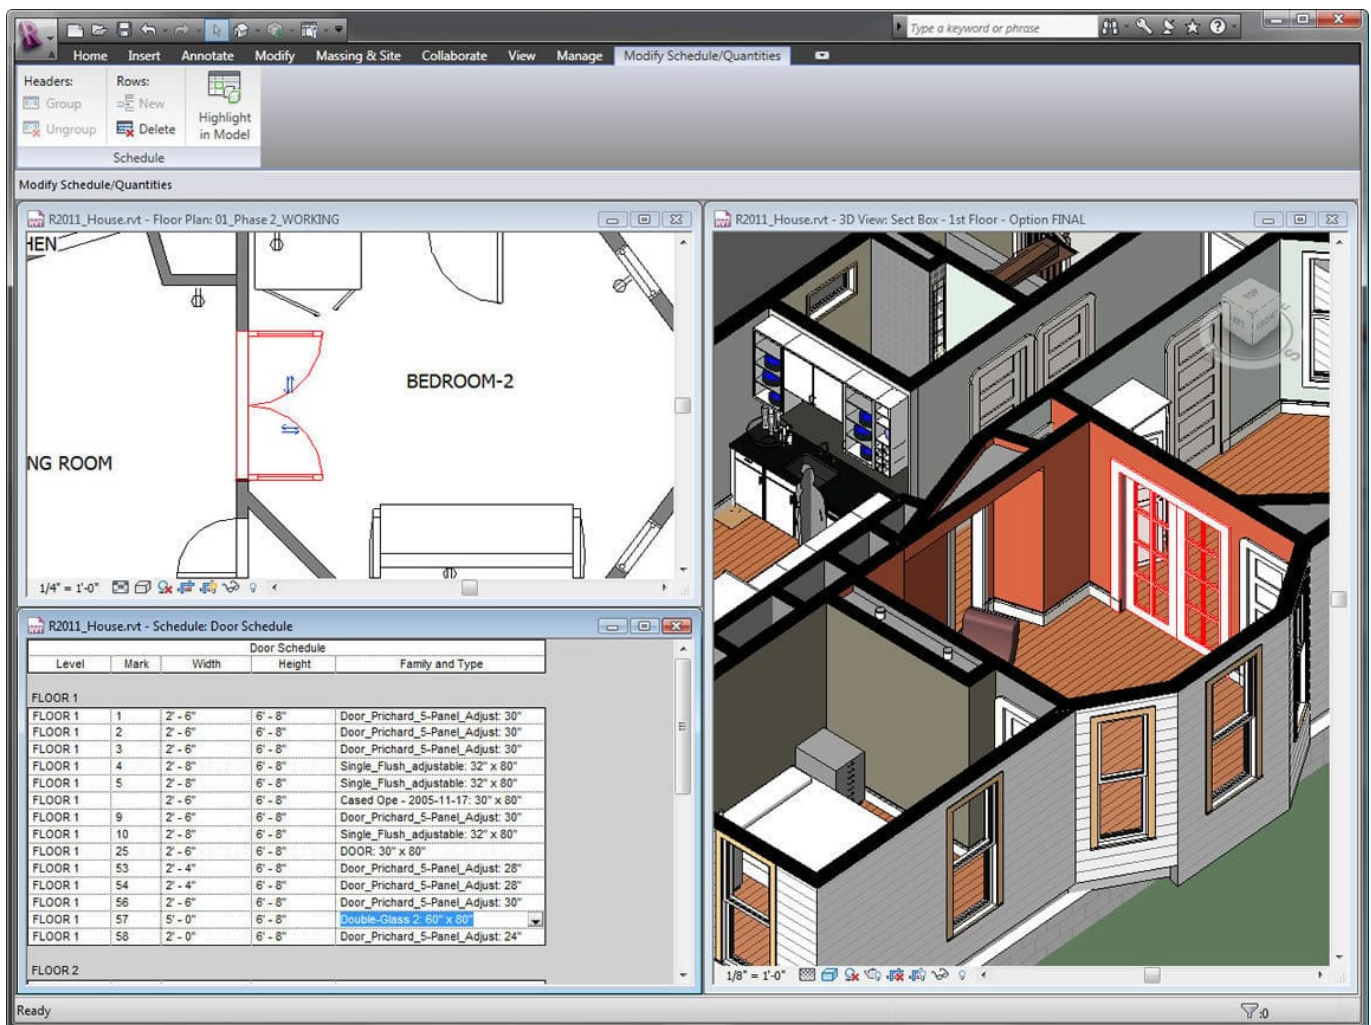 Type a keyword or phrase
Home Insert Annotate Modify Massing & Site Collaborate View Manage Modify Schedule/Quantities
Headers: Rows:
Group New
Ungroup Delete
Highlight
in Model
Schedule
Modify Schedule/Quantities
R2011_House.rvt - Floor Plan: 01_Phase 2_WORKING
HEN
BEDROOM-2
NG ROOM
1/4" = 1'-0"
R2011_House.rvt - 3D View: Sect Box - 1st Floor - Option FINAL
TOP
S
1/8" = 1'-0"
R2011_House.rvt - Schedule: Door Schedule
Door Schedule
Level Mark Width Height Family and Type
FLOOR 1
FLOOR 1 1 2' - 6" 6' - 8" Door_Prichard_5-Panel_Adjust: 30"
FLOOR 1 2 2' - 6" 6' - 8" Door_Prichard_5-Panel_Adjust: 30"
FLOOR 1 3 2' - 6" 6' - 8" Door_Prichard_5-Panel_Adjust: 30"
FLOOR 1 4 2' - 8" 6' - 8" Single_Flush_adjustable: 32" x 80"
FLOOR 1 5 2' - 8" 6' - 8" Single_Flush_adjustable: 32" x 80"
FLOOR 1 2' - 6" 6' - 8" Cased Ope - 2005-11-17: 30" x 80"
FLOOR 1 9 2' - 6" 6' - 8" Door_Prichard_5-Panel_Adjust: 30"
FLOOR 1 10 2' - 8" 6' - 8" Single_Flush_adjustable: 32" x 80"
FLOOR 1 25 2' - 6" 6' - 8" DOOR: 30" x 80"
FLOOR 1 53 2' - 4" 6' - 8" Door_Prichard_5-Panel_Adjust: 28"
FLOOR 1 54 2' - 4" 6' - 8" Door_Prichard_5-Panel_Adjust: 28"
FLOOR 1 56 2' - 6" 6' - 8" Door_Prichard_5-Panel_Adjust: 30"
FLOOR 1 57 5' - 0" 6' - 8" Double-Glass 2: 60" x 80"
FLOOR 1 58 2' - 0" 6' - 8" Door_Prichard_5-Panel_Adjust: 24"
FLOOR 2
Ready
:0